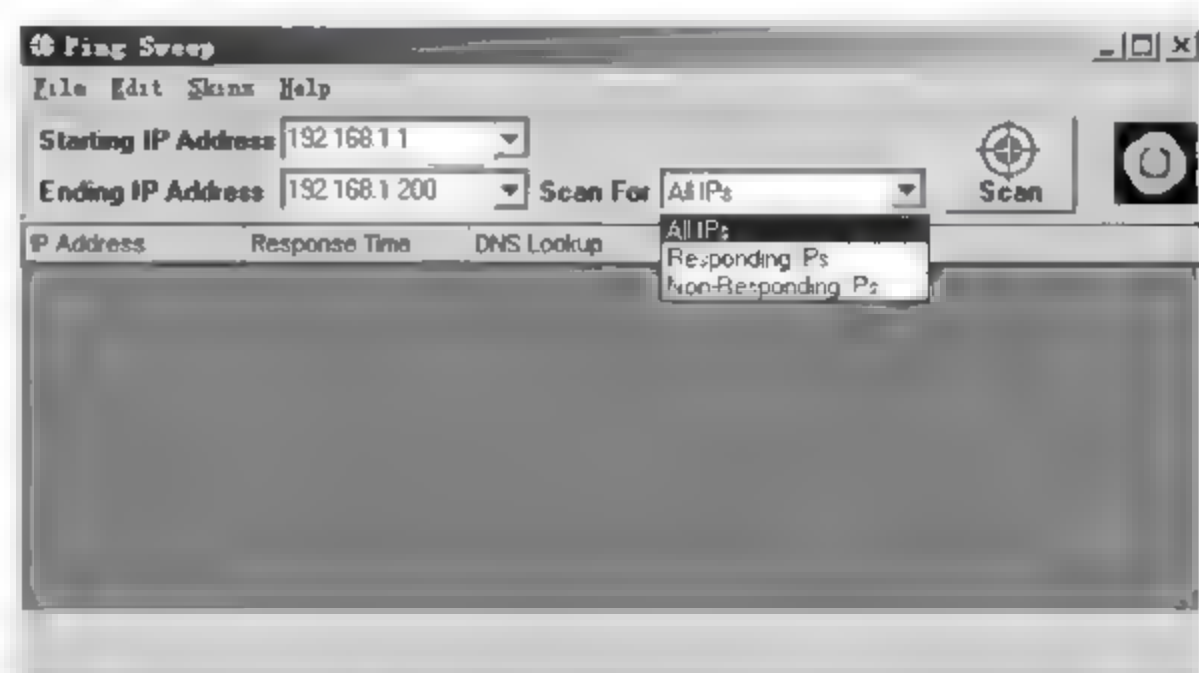 Ping Sweep
File Edit Skins Help
Starting IP Address 192.168.1.1
Ending IP Address 192.168.1.200 Scan For All IPs Scan
IP Address Response Time DNS Lookup
All IPs
Responding IPs
Non-Responding IPs